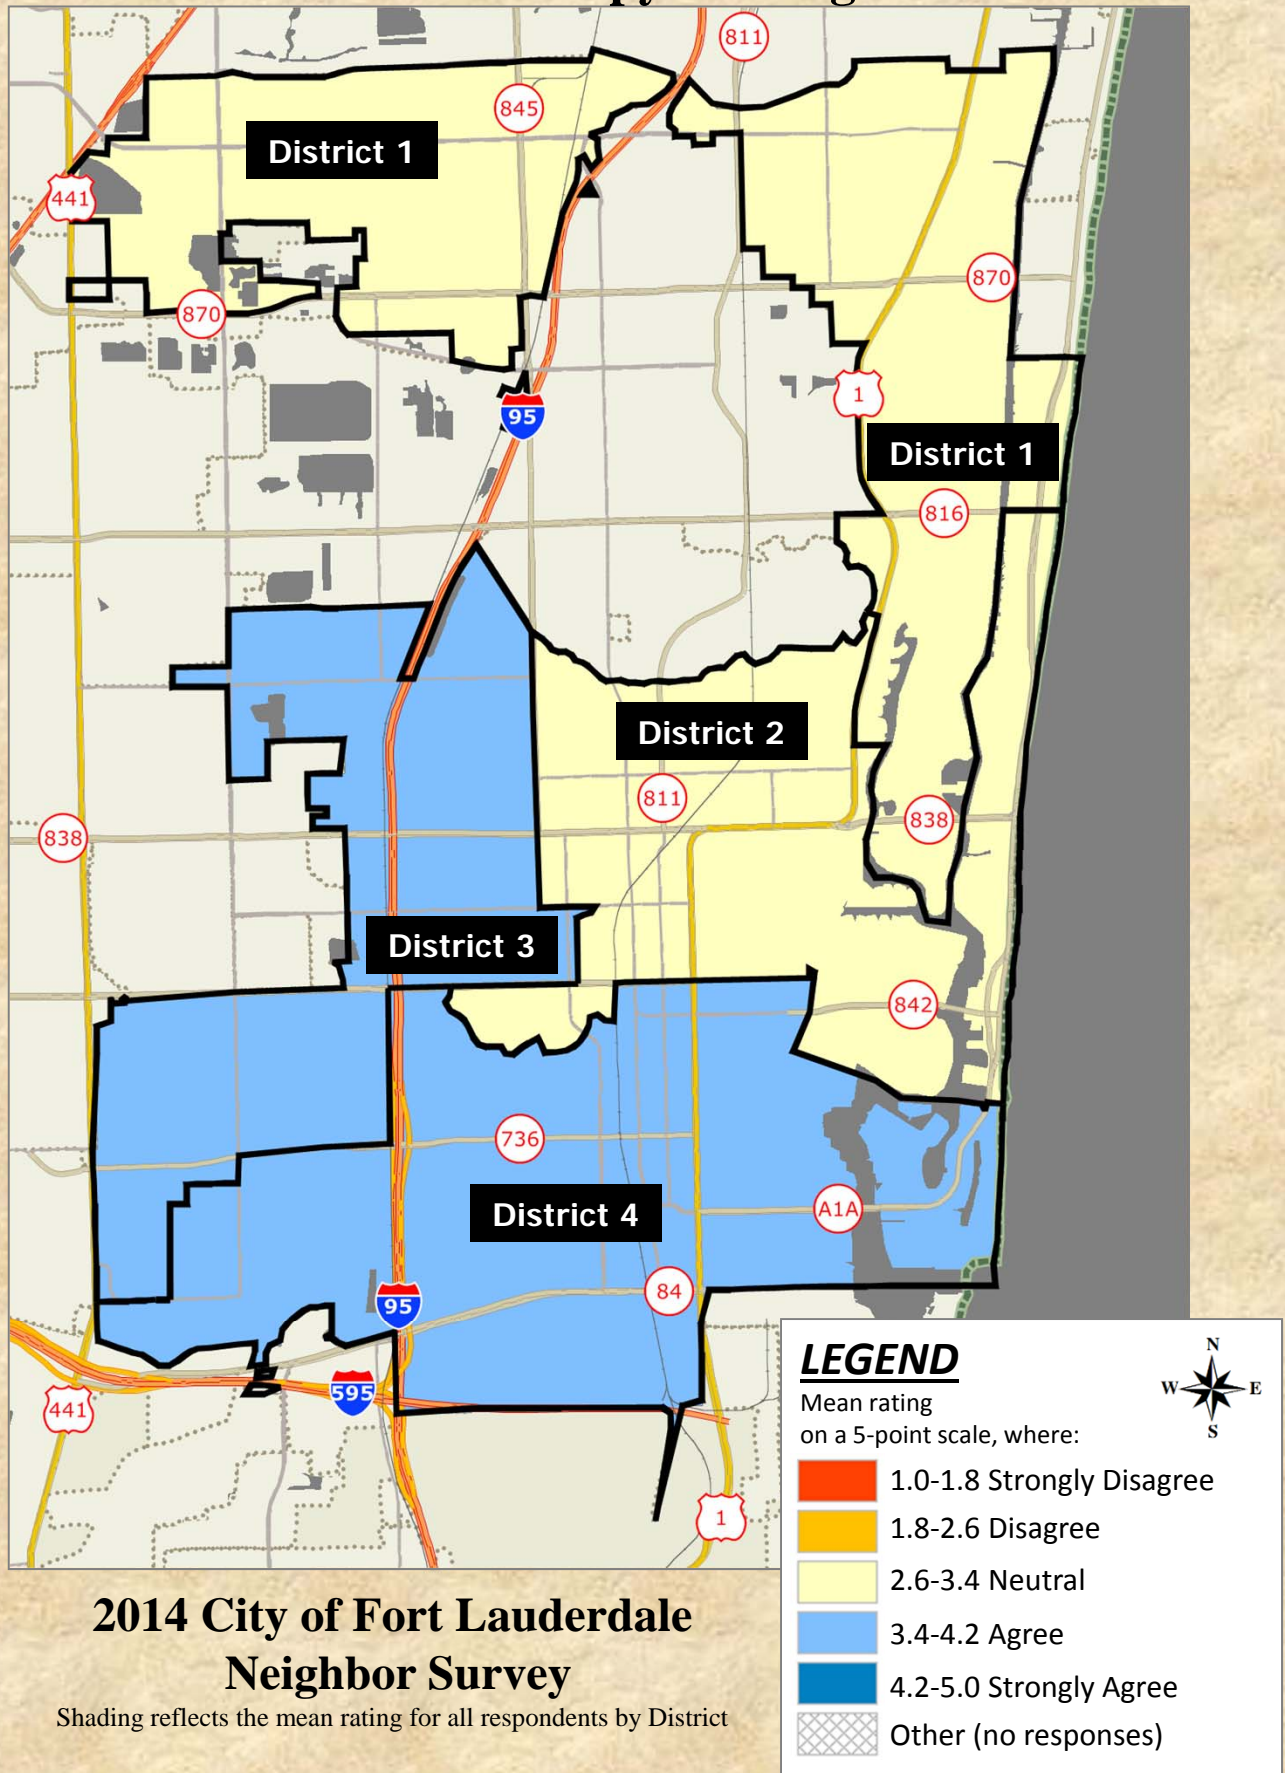 811
845
District 1
441
870
870
95
1
District 1
816
District 2
811
838
838
District 3
842
736
District 4
A1A
84
95
595
441
1
LEGEND
N
W E
S
Mean rating
on a 5-point scale, where:
1.0-1.8 Strongly Disagree
1.8-2.6 Disagree
2.6-3.4 Neutral
3.4-4.2 Agree
4.2-5.0 Strongly Agree
Other (no responses)
2014 City of Fort Lauderdale
Neighbor Survey
Shading reflects the mean rating for all respondents by District